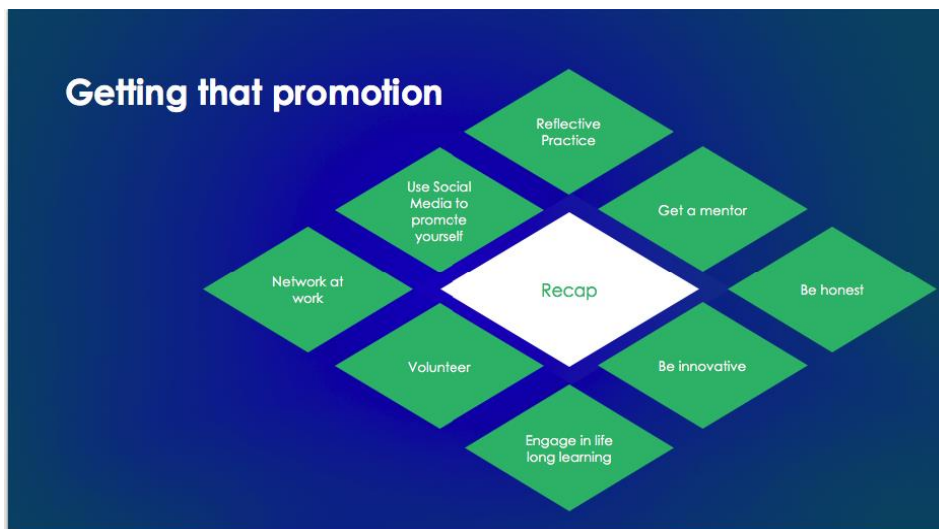 Getting that promotion
Reflective
Practice
Use Social
Media to
promote
yourself
Get a mentor
Network at
work
Recap
Be honest
Volunteer
Be innovative
Engage in life
long learning